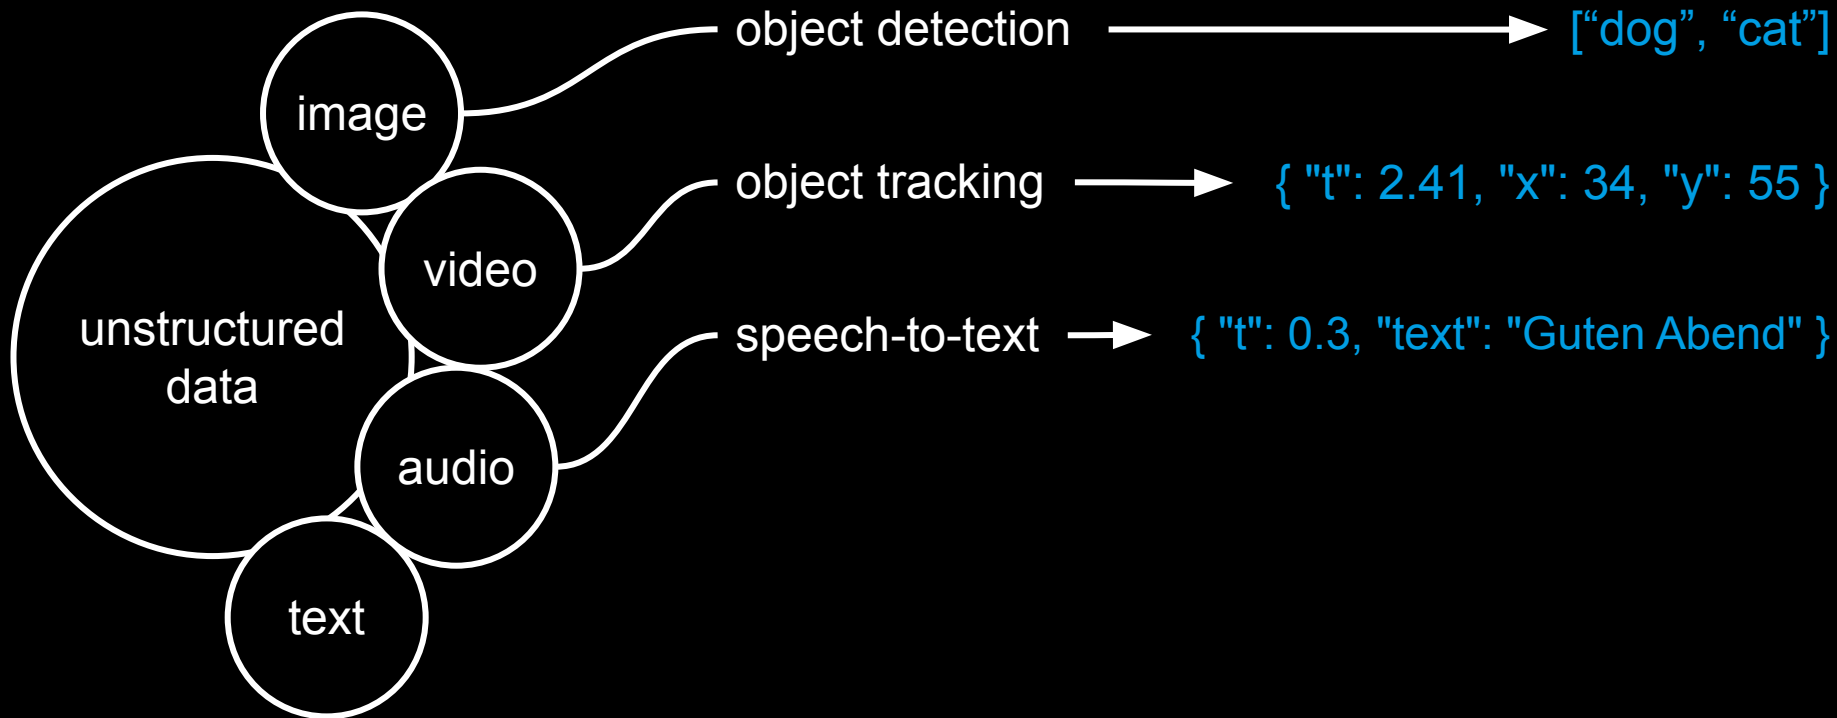 object detection
[“dog”, “cat”]
image
object tracking
{ "t": 2.41, "x": 34, "y": 55 }
video
unstructured
data
speech-to-text
{ "t": 0.3, "text": "Guten Abend" }
audio
text